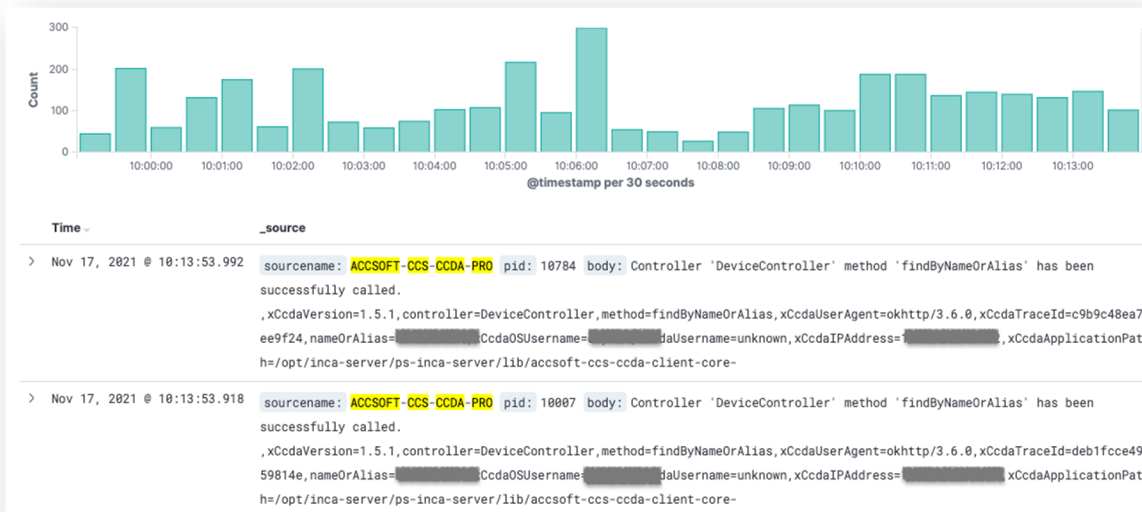 300
200
100
0
Count
10:00:00 10:01:00 10:02:00 10:03:00 10:04:00 10:05:00 10:06:00 10:07:00 10:08:00 10:09:00 10:10:00 10:11:00 10:12:00 10:13:00
@timestamp per 30 seconds
Time _source
Nov 17, 2021 @ 10:13:53.992 sourcename: ACCSOFT-CCS-CCDA-PRO pid: 10784 body: Controller 'DeviceController' method 'findByNameOrAlias' has been
successfully called.
,xCcdaVersion=1.5.1,controller=DeviceController,method=findByNameOrAlias,xCcdaUserAgent=okhttp/3.6.0,xCcdaTraceId=c9b9c48ea7
ee9f24,nameOrAlias= CcdaOSUsername= daUsername=unknown,xCcdaIPAddress= ,xCcdaApplicationPat
h=/opt/inca-server/ps-inca-server/lib/accsoft-ccs-ccda-client-core-
Nov 17, 2021 @ 10:13:53.918 sourcename: ACCSOFT-CCS-CCDA-PRO pid: 10007 body: Controller 'DeviceController' method 'findByNameOrAlias' has been
successfully called.
,xCcdaVersion=1.5.1,controller=DeviceController,method=findByNameOrAlias,xCcdaUserAgent=okhttp/3.6.0,xCcdaTraceId=deb1fcce49
59814e,nameOrAlias= CcdaOSUsername= daUsername=unknown,xCcdaIPAddress= xCcdaApplicationPat
h=/opt/inca-server/ps-inca-server/lib/accsoft-ccs-ccda-client-core-